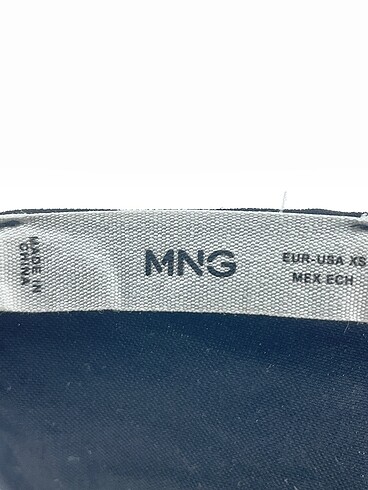 MADE IN
CHINA
MNG
EUR-USA XS
MEX ECH